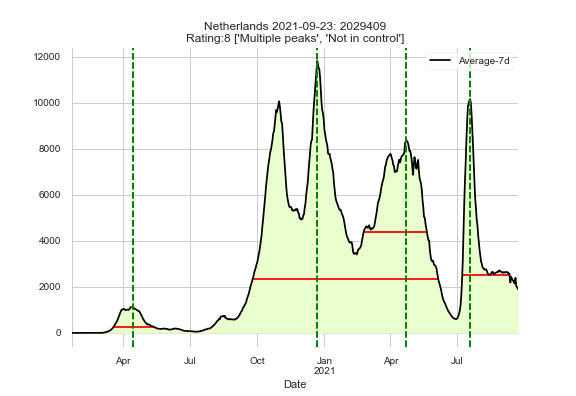 Netherlands 2021-09-23: 2029409
Rating:8 ['Multiple peaks', 'Not in control']
Average-7d
12000
10000
8000
6000
4000
2000
0
Apr Jul Oct Jan Apr Jul
2021
Date